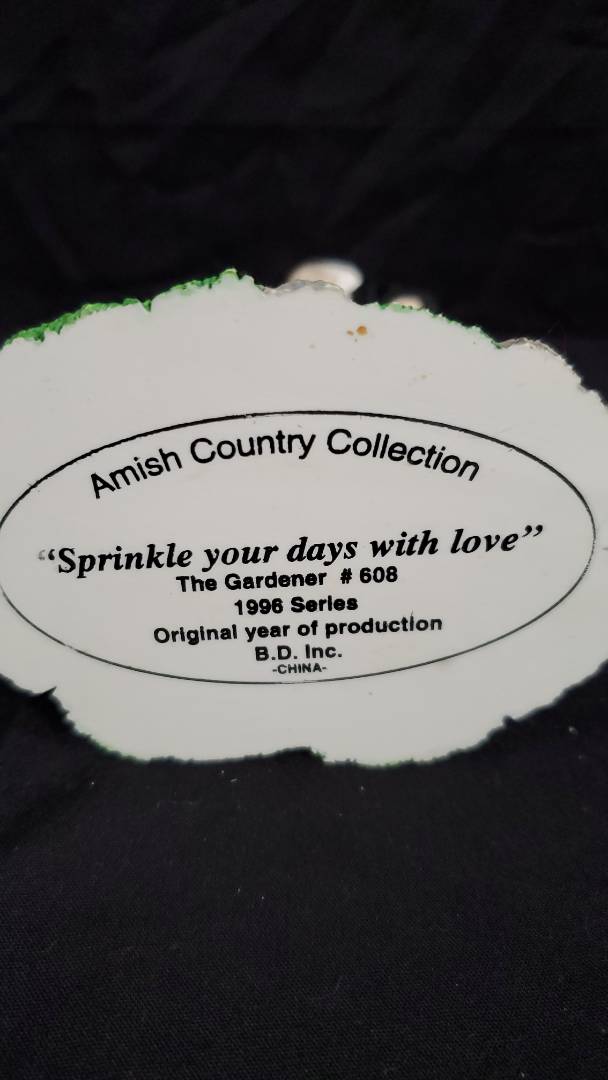 Amish Country Collection
“Sprinkle your days with love”
The Gardener # 608
1996 Series
Original year of production
B.D. Inc.
-CHINA-